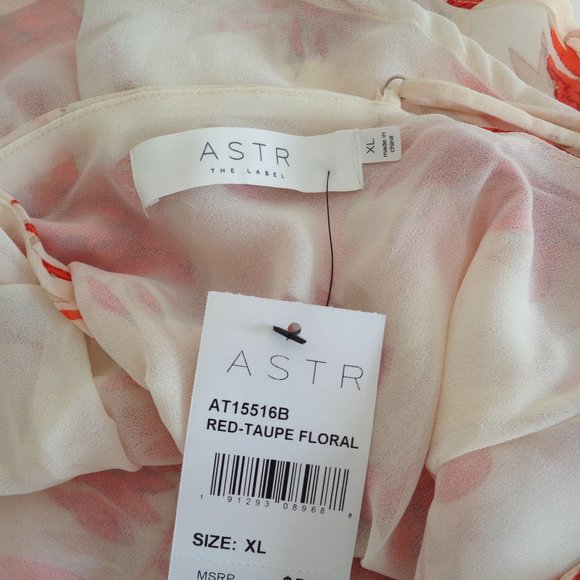 ASTR
THE LABEL
XL
made in
china
ASTR
AT15516B
RED-TAUPE FLORAL
1 91293 08968 8
SIZE: XL
MSRP